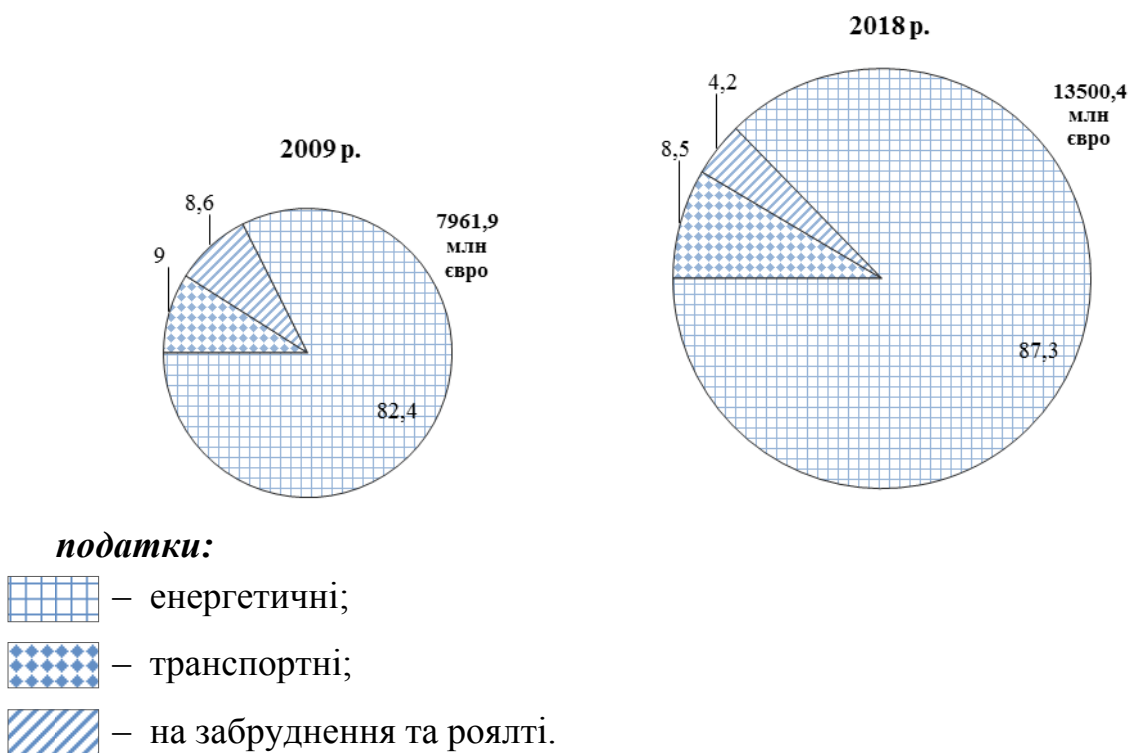 2009 р.
8,6
9
7961,9
млн
євро
82,4
2018 р.
4,2
8,5
13500,4
млн
євро
87,3
податки:
– енергетичні;
– транспортні;
– на забруднення та роялті.